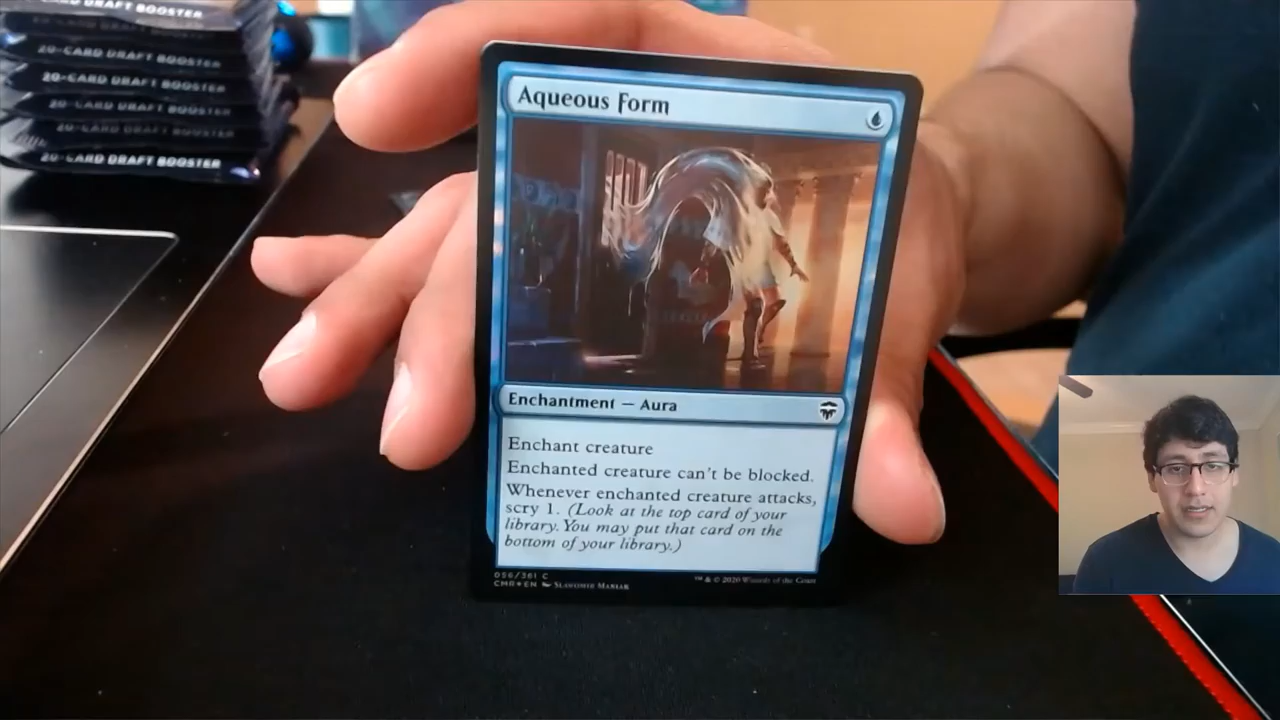 CARD DRAFT BOOSTER
20-CARD DRAFT BOOSTER
20-CARD DRAFT BOOSTER
20-CARD DRAFT BOOSTER
20-CARD DRAFT BOOSTER
20-CARD DRAFT BOOSTER
Aqueous Form
Enchantment — Aura
Enchant creature
Enchanted creature can't be blocked.
Whenever enchanted creature attacks,
scry 1. (Look at the top card of your
library. You may put that card on the
bottom of your library.)
056/361 C
CMR★EN Slawomir Maniak
™ & © 2020 Wizards of the Coast